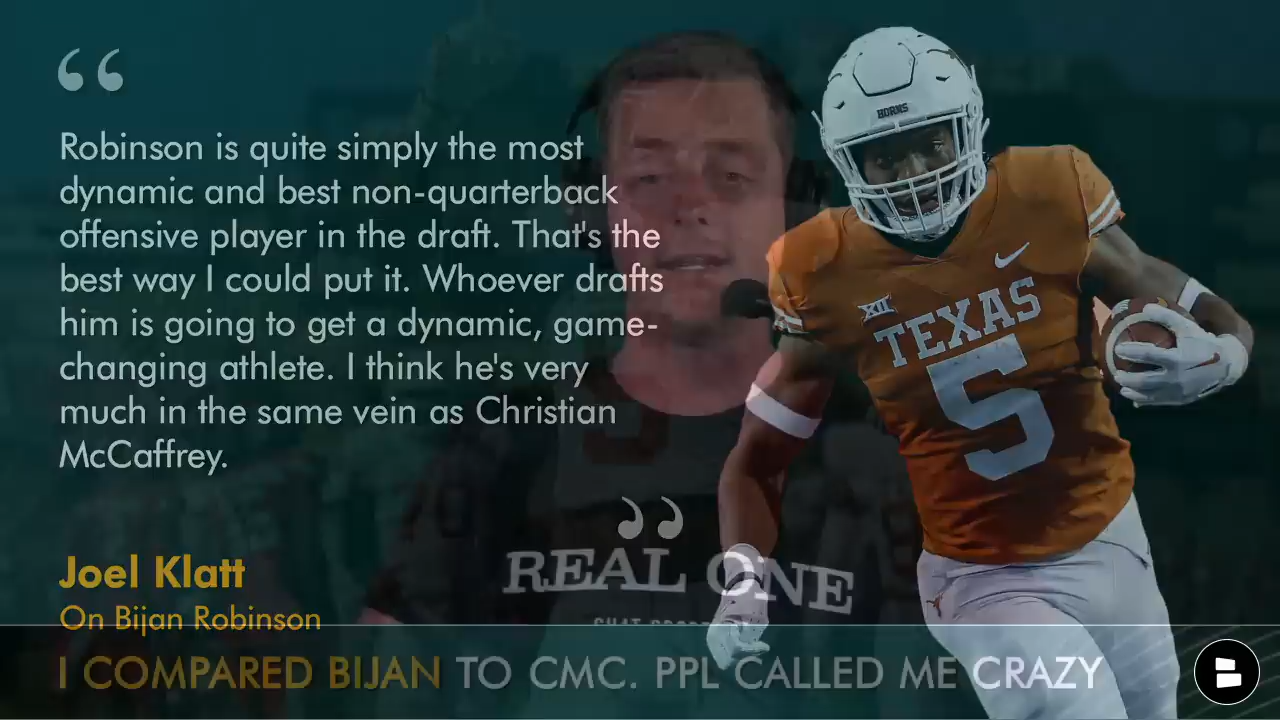 “
Robinson is quite simply the most
dynamic and best non-quarterback
offensive player in the draft. That's the
best way I could put it. Whoever drafts
him is going to get a dynamic, game-
changing athlete. I think he's very
much in the same vein as Christian
McCaffrey.
”
Joel Klatt
On Bijan Robinson
I COMPARED BIJAN TO CMC. PPL CALLED ME CRAZY
REAL ONE
HORNS
XII
TEXAS
5